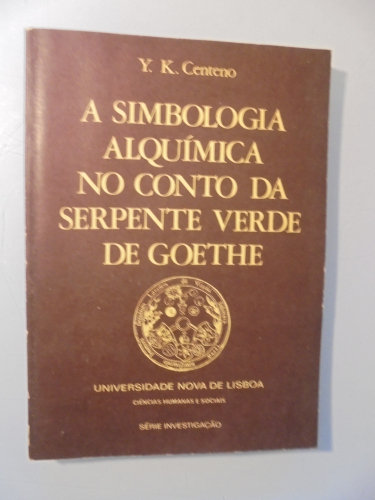 Y. K. Centeno
A SIMBOLOGIA
ALQUÍMICA
NO CONTO DA
SERPENTE VERDE
DE GOETHE
UNIVERSIDADE NOVA DE LISBOA
CIÊNCIAS HUMANAS E SOCIAIS
SÉRIE INVESTIGAÇÃO